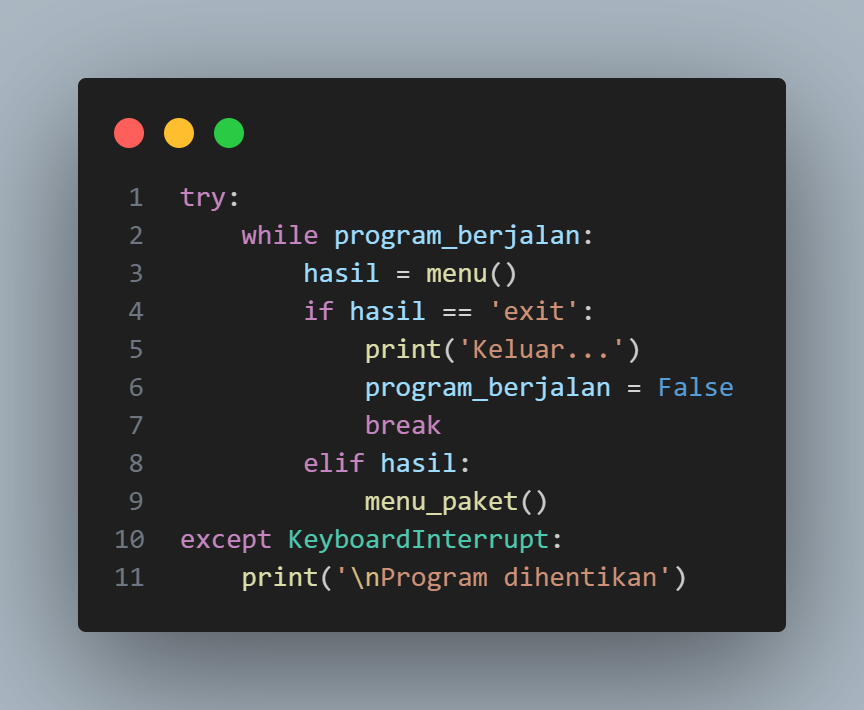 1 try:
2     while program_berjalan:
3         hasil = menu()
4         if hasil == 'exit':
5             print('Keluar...')
6             program_berjalan = False
7             break
8         elif hasil:
9             menu_paket()
10 except KeyboardInterrupt:
11     print('\nProgram dihentikan')